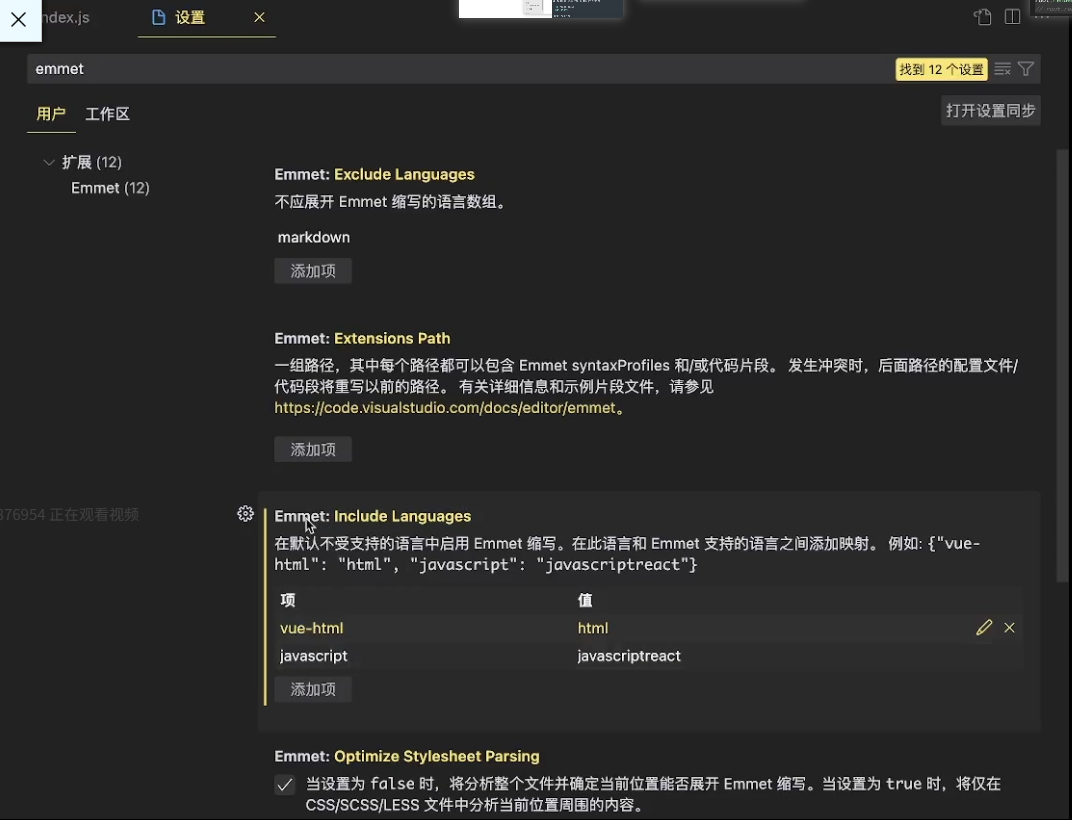 ndex.js
设置
emmet
找到 12 个设置
用户
工作区
打开设置同步
扩展 (12)
Emmet (12)
Emmet: Exclude Languages
不应展开 Emmet 缩写的语言数组。
markdown
添加项
Emmet: Extensions Path
一组路径，其中每个路径都可以包含 Emmet syntaxProfiles 和/或代码片段。 发生冲突时，后面路径的配置文件/
代码段将重写以前的路径。 有关详细信息和示例片段文件，请参见
https://code.visualstudio.com/docs/editor/emmet。
添加项
876954 正在观看视频
Emmet: Include Languages
在默认不受支持的语言中启用 Emmet 缩写。在此语言和 Emmet 支持的语言之间添加映射。 例如: {"vue-
html": "html", "javascript": "javascriptreact"}
项 值
vue-html html
javascript javascriptreact
添加项
Emmet: Optimize Stylesheet Parsing
当设置为 false 时，将分析整个文件并确定当前位置能否展开 Emmet 缩写。当设置为 true 时，将仅在
CSS/SCSS/LESS 文件中分析当前位置周围的内容。